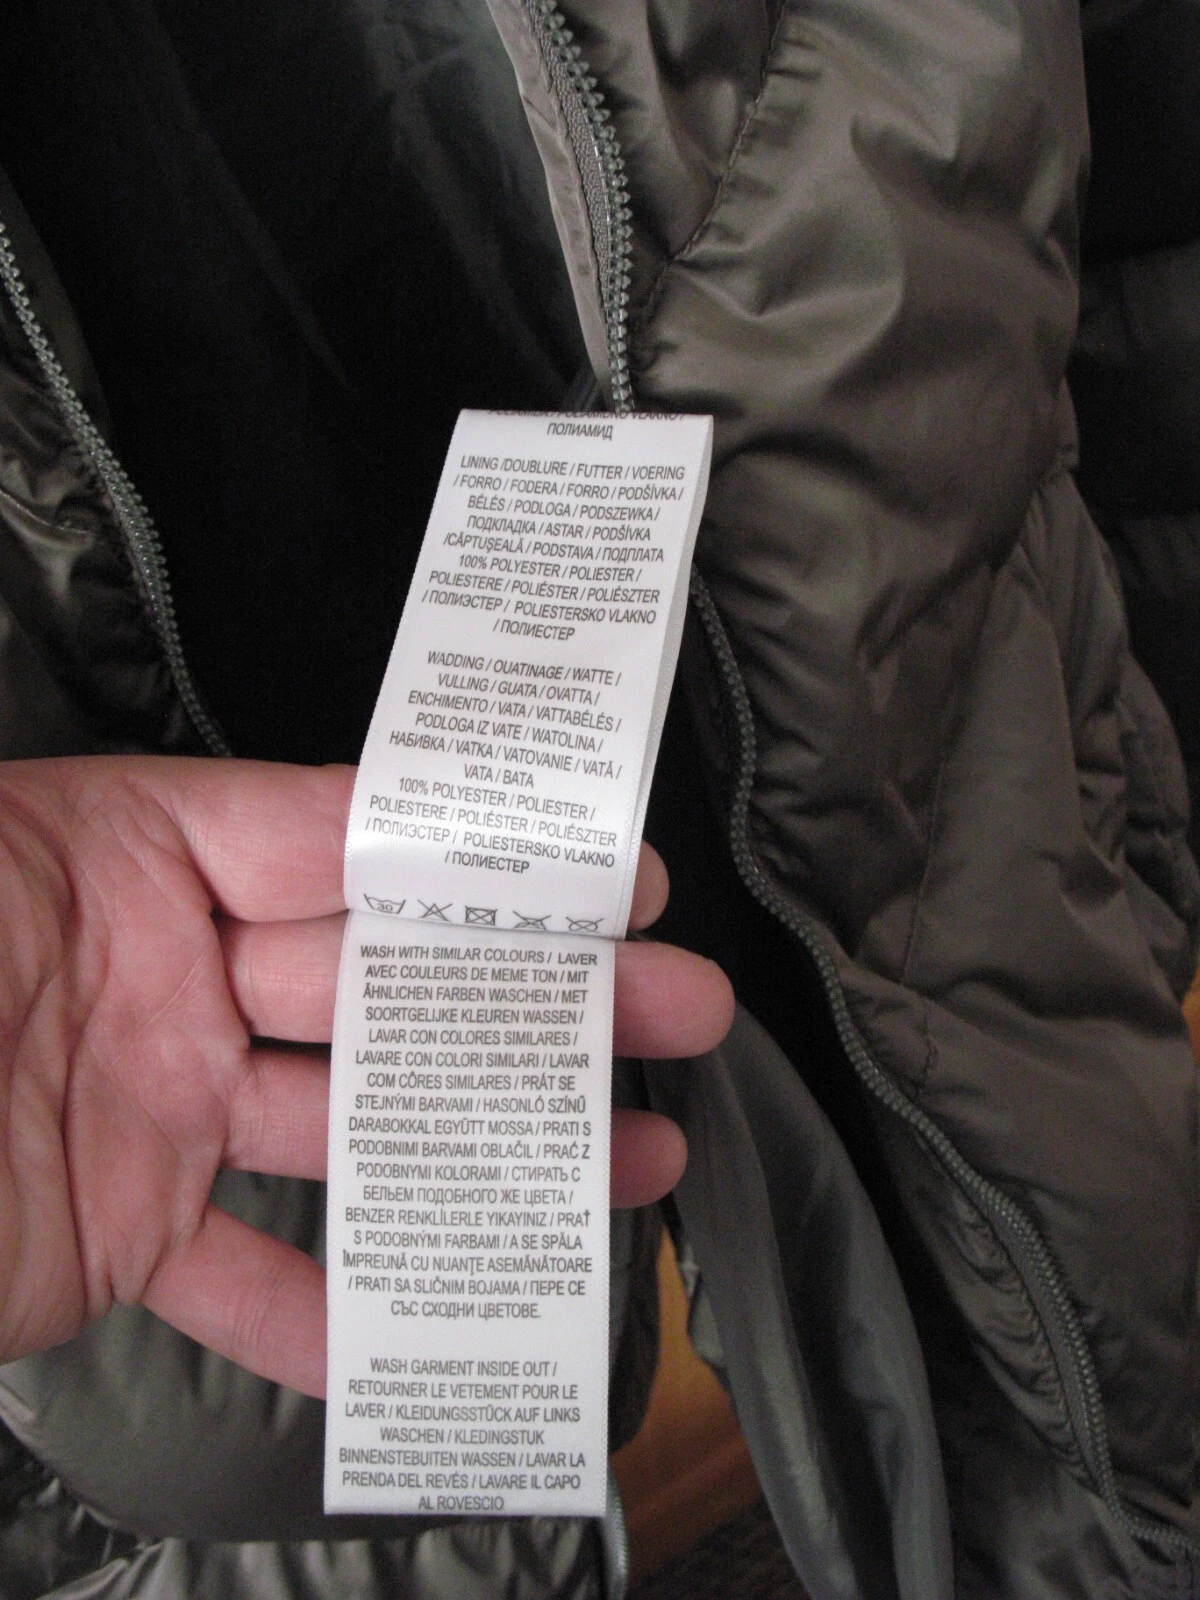 POLIAMIDA / POLIAMIDNO VLAKNO /
ПОЛИАМИД
LINING /DOUBLURE / FUTTER / VOERING
/ FORRO / FODERA / FORRO / PODŠÍVKA /
BÉLÉS / PODLOGA / PODSZEWKA /
ПОДКЛАДКА / ASTAR / PODŠÍVKA
/CĂPTUŞEALĂ / PODSTAVA / ПОДПЛАТА
100% POLYESTER / POLIESTER /
POLIESTERE / POLIÉSTER / POLIÉSZTER
/ ПОЛИЭСТЕР / POLIESTERSKO VLAKNO
/ ПОЛИЕСТЕР
WADDING / OUATINAGE / WATTE /
VULLING / GUATA / OVATTA /
ENCHIMENTO / VATA / VATTABÉLÉS /
PODLOGA IZ VATE / WATOLINA /
НАБИВКА / VATKA / VATOVANIE / VATĂ /
VATA / ВАТА
100% POLYESTER / POLIESTER /
POLIESTERE / POLIÉSTER / POLIÉSZTER
/ ПОЛИЭСТЕР / POLIESTERSKO VLAKNO
/ ПОЛИЕСТЕР
30
WASH WITH SIMILAR COLOURS / LAVER
AVEC COULEURS DE MEME TON / MIT
ÄHNLICHEN FARBEN WASCHEN / MET
SOORTGELIJKE KLEUREN WASSEN /
LAVAR CON COLORES SIMILARES /
LAVARE CON COLORI SIMILARI / LAVAR
COM CÔRES SIMILARES / PRÁT SE
STEJNÝMI BARVAMI / HASONLÓ SZÍNŰ
DARABOKKAL EGYÜTT MOSSA / PRATI S
PODOBNIMI BARVAMI OBLAČIL / PRAĆ Z
PODOBNYMI KOLORAMI / СТИРАТЬ С
БЕЛЬЕМ ПОДОБНОГО ЖЕ ЦВЕТА /
BENZER RENKLİLERLE YIKAYINIZ / PRAŤ
S PODOBNÝMI FARBAMI / A SE SPĂLA
ÎMPREUNĂ CU NUANŢE ASEMĂNĂTOARE
/ PRATI SA SLIČNIM BOJAMA / ПЕРЕ СЕ
СЪС СХОДНИ ЦВЕТОВЕ.
WASH GARMENT INSIDE OUT /
RETOURNER LE VETEMENT POUR LE
LAVER / KLEIDUNGSSTÜCK AUF LINKS
WASCHEN / KLEDINGSTUK
BINNENSTEBUITEN WASSEN / LAVAR LA
PRENDA DEL REVÉS / LAVARE IL CAPO
AL ROVESCIO